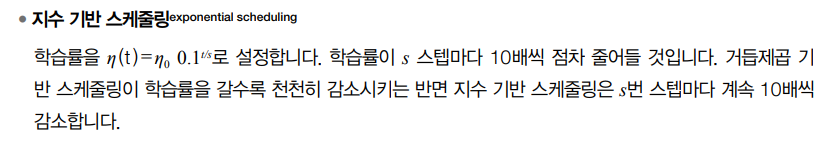 • 지수 기반 스케줄링exponential scheduling
학습률을 η(t)=η₀ 0.1^t/s로 설정합니다. 학습률이 s 스텝마다 10배씩 점차 줄어들 것입니다. 거듭제곱 기
반 스케줄링이 학습률을 갈수록 천천히 감소시키는 반면 지수 기반 스케줄링은 s번 스텝마다 계속 10배씩
감소합니다.